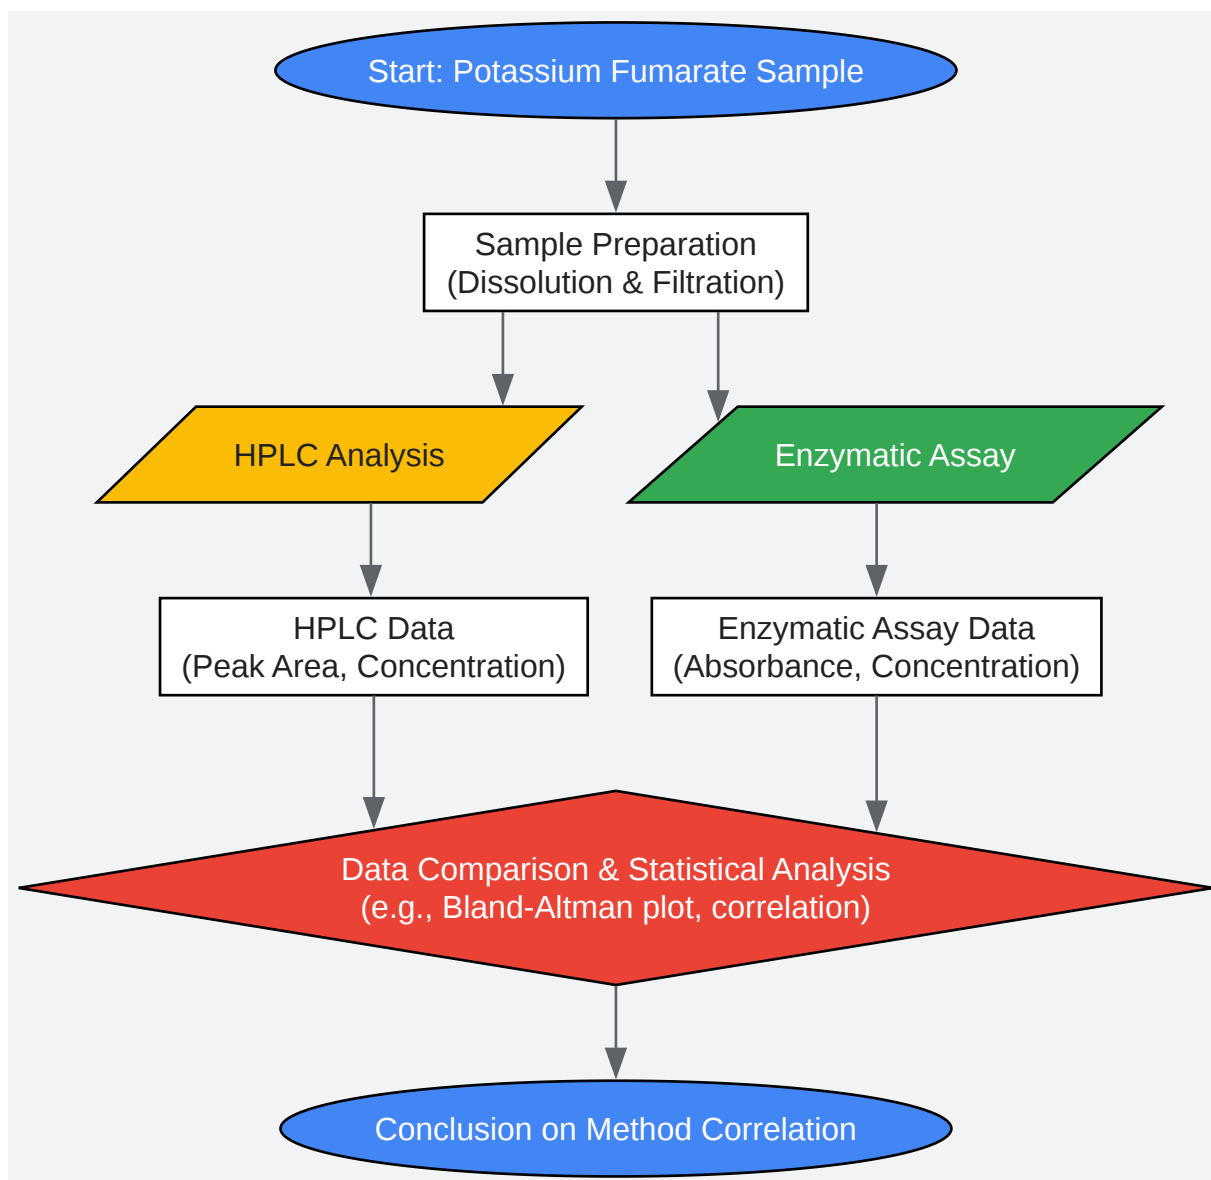 Start: Potassium Fumarate Sample
Sample Preparation
(Dissolution & Filtration)
HPLC Analysis
Enzymatic Assay
HPLC Data
(Peak Area, Concentration)
Enzymatic Assay Data
(Absorbance, Concentration)
Data Comparison & Statistical Analysis
(e.g., Bland-Altman plot, correlation)
Conclusion on Method Correlation